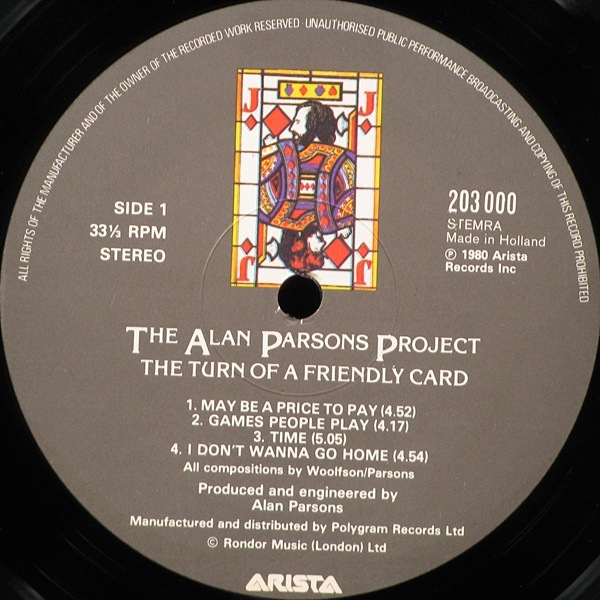 ALL RIGHTS OF THE MANUFACTURER AND OF THE OWNER OF THE RECORDED WORK RESERVED · UNAUTHORISED PUBLIC PERFORMANCE BROADCASTING AND COPYING OF THIS RECORD PROHIBITED
J J
SIDE 1
33⅓ RPM
STEREO
203 000
STEMRA
Made in Holland
℗ 1980 Arista
Records Inc
J J
THE ALAN PARSONS PROJECT
THE TURN OF A FRIENDLY CARD
1. MAY BE A PRICE TO PAY (4.52)
2. GAMES PEOPLE PLAY (4.17)
3. TIME (5.05)
4. I DON'T WANNA GO HOME (4.54)
All compositions by Woolfson/Parsons
Produced and engineered by
Alan Parsons
Manufactured and distributed by Polygram Records Ltd
© Rondor Music (London) Ltd
ARISTA